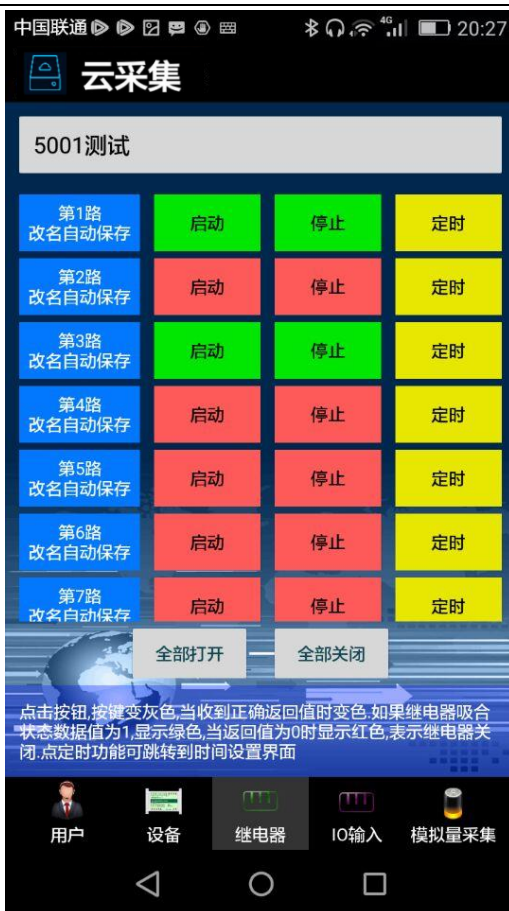 中国联通 4G 20:27
云采集
5001测试
第1路
改名自动保存 启动 停止 定时
第2路
改名自动保存 启动 停止 定时
第3路
改名自动保存 启动 停止 定时
第4路
改名自动保存 启动 停止 定时
第5路
改名自动保存 启动 停止 定时
第6路
改名自动保存 启动 停止 定时
第7路
改名自动保存 启动 停止 定时
全部打开 全部关闭
点击按钮,按键变灰色,当收到正确返回值时变色.如果继电器吸合
状态数据值为1,显示绿色,当返回值为0时显示红色,表示继电器关
闭.点定时功能可跳转到时间设置界面
用户 设备 继电器 IO输入 模拟量采集